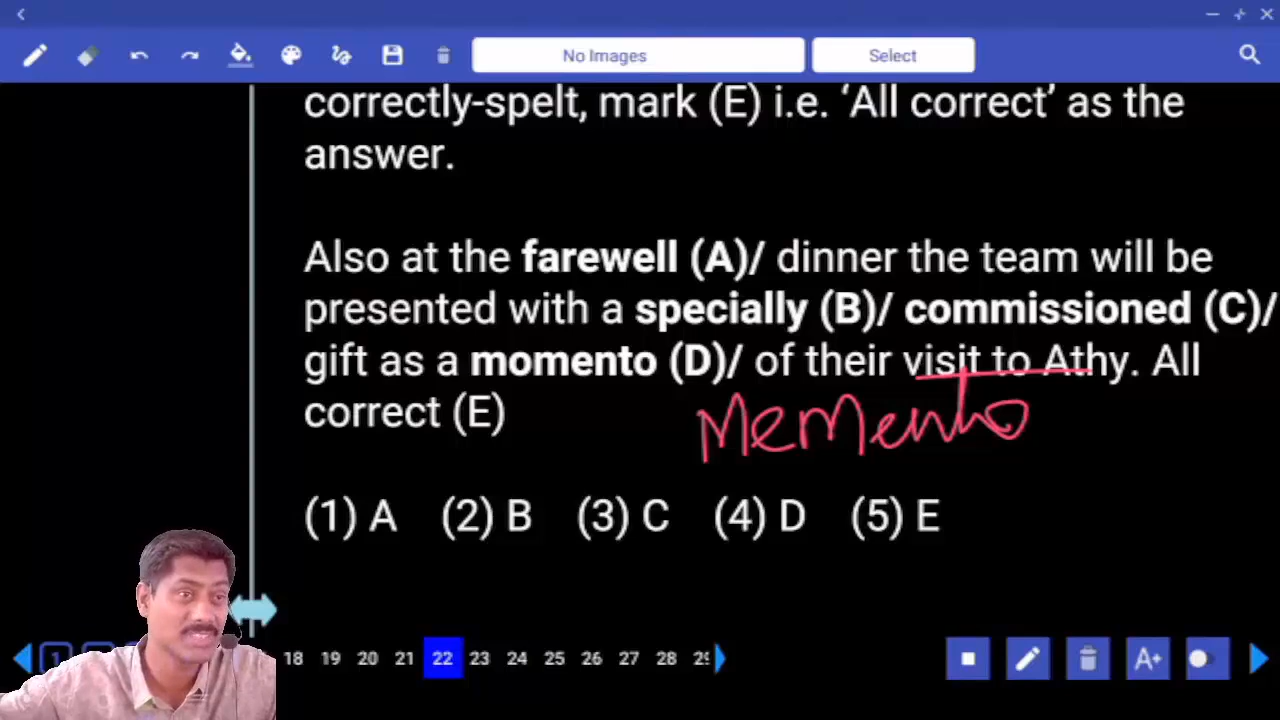 No Images
Select
correctly-spelt, mark (E) i.e. ‘All correct’ as the
answer.
Also at the farewell (A)/ dinner the team will be
presented with a specially (B)/ commissioned (C)/
gift as a momento (D)/ of their visit to Athy. All
correct (E)
Memento
(1) A (2) B (3) C (4) D (5) E
18 19 20 21 22 23 24 25 26 27 28
A+